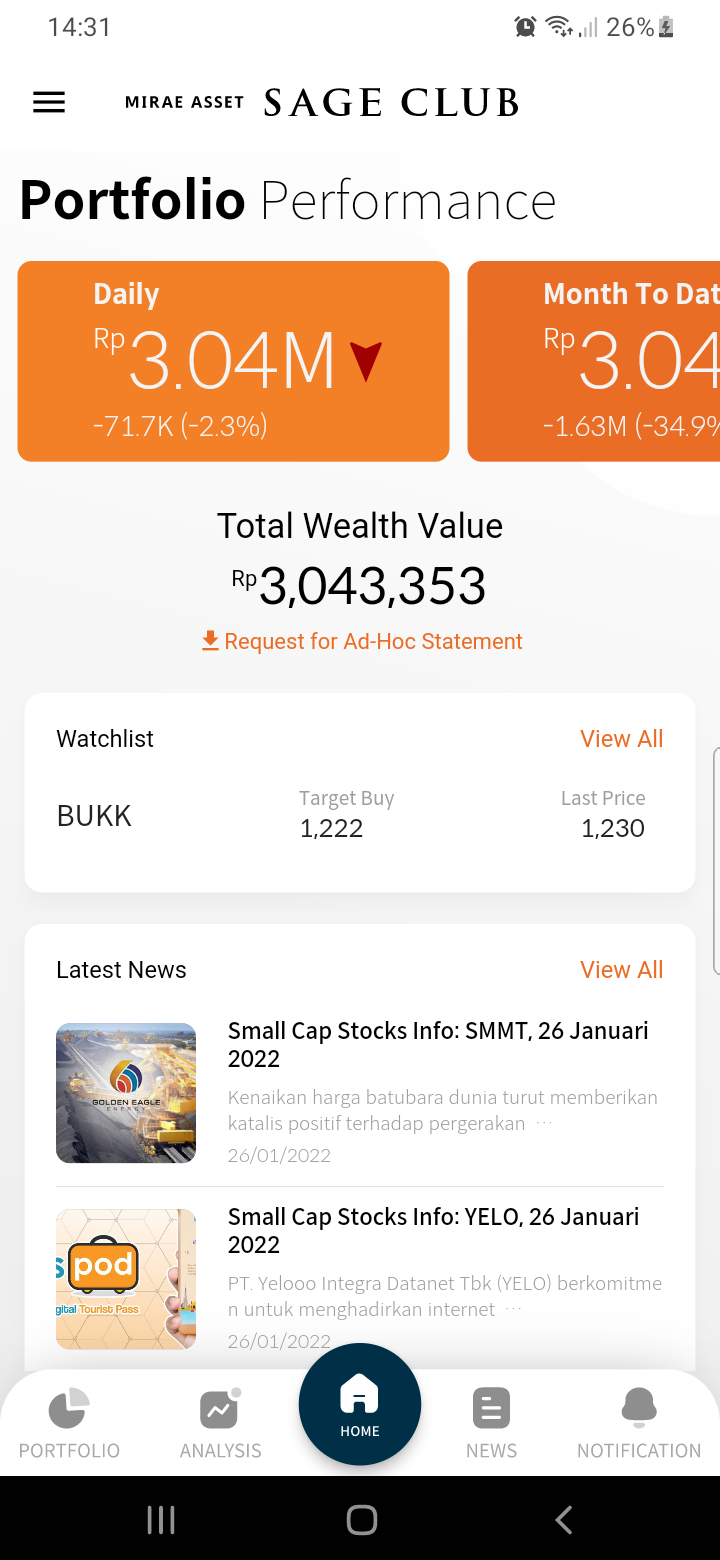 14:31
26%
MIRAE ASSET SAGE CLUB
Portfolio Performance
Daily
Rp 3.04M
-71.7K (-2.3%)
Month To Dat
Rp 3.04
-1.63M (-34.9%
Total Wealth Value
Rp 3,043,353
Request for Ad-Hoc Statement
Watchlist
View All
BUKK
Target Buy
1,222
Last Price
1,230
Latest News
View All
GOLDEN EAGLE
ENERGY
Small Cap Stocks Info: SMMT, 26 Januari
2022
Kenaikan harga batubara dunia turut memberikan
katalis positif terhadap pergerakan ...
26/01/2022
s pod
gital Tourist Pass
Small Cap Stocks Info: YELO, 26 Januari
2022
PT. Yelooo Integra Datanet Tbk (YELO) berkomitme
n untuk menghadirkan internet ...
26/01/2022
PORTFOLIO
ANALYSIS
HOME
NEWS
NOTIFICATION